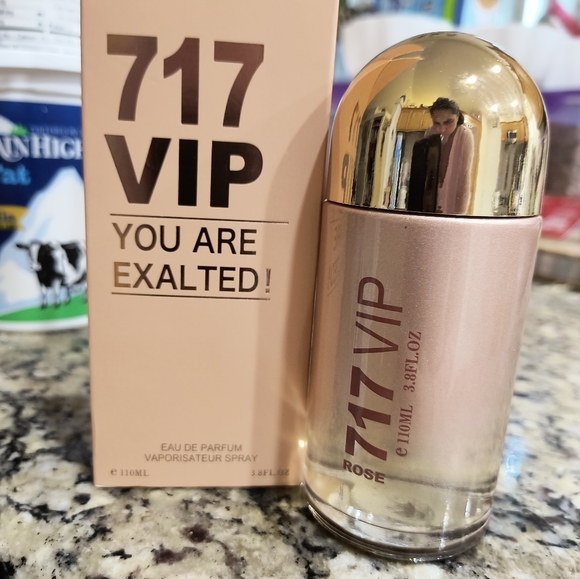 717
VIP
YOU ARE
EXALTED!
EAU DE PARFUM
VAPORISATEUR SPRAY
e 110ML 3.8FL.OZ
717 VIP
ROSE
e 110ML 3.8FL.OZ